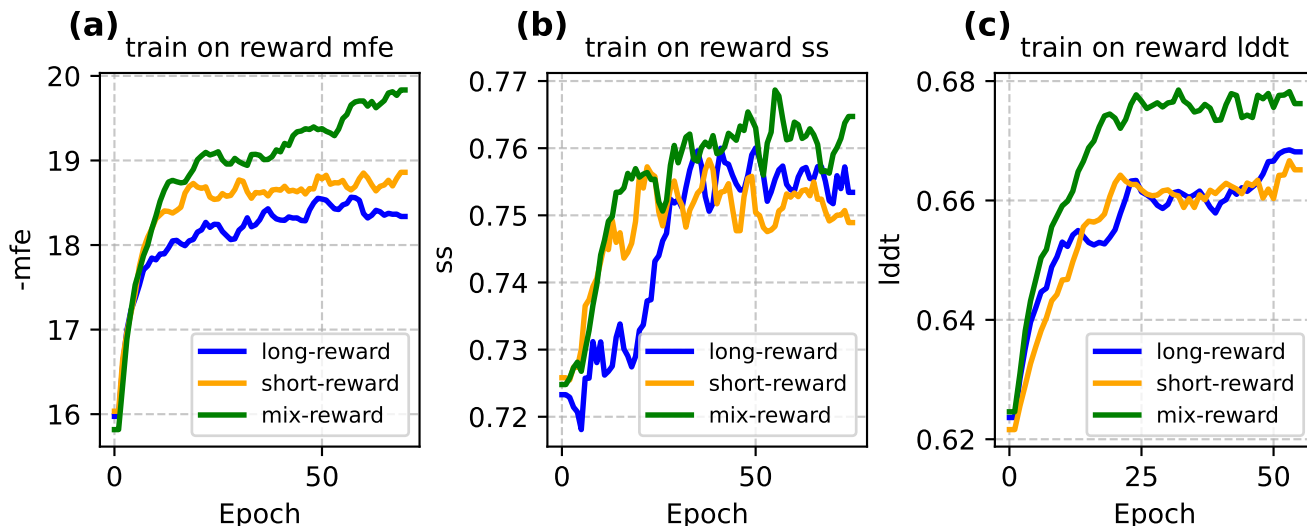 (a)
train on reward mfe
20
19
18
17
16
-mfe
0
50
Epoch
long-reward
short-reward
mix-reward
(b)
train on reward ss
0.77
0.76
0.75
0.74
0.73
0.72
ss
0
50
Epoch
long-reward
short-reward
mix-reward
(c)
train on reward lddt
0.68
0.66
0.64
0.62
lddt
0
25
50
Epoch
long-reward
short-reward
mix-reward